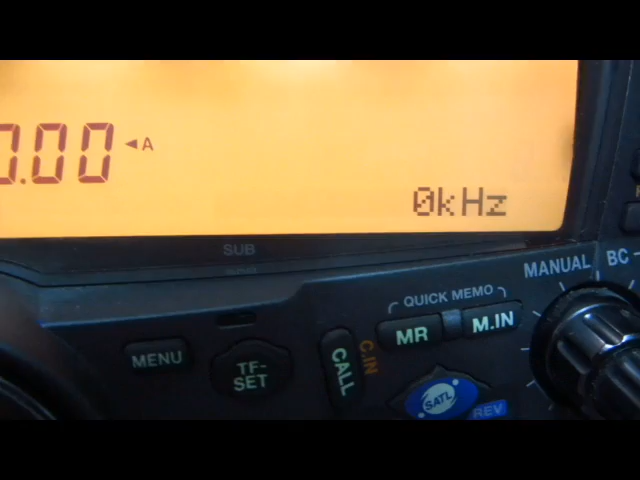 0.00 ◄A
0kHz
SUB
MANUAL BC
QUICK MEMO
MR M.IN
MENU
TF-
SET
CALL
C.IN
SATL
REV